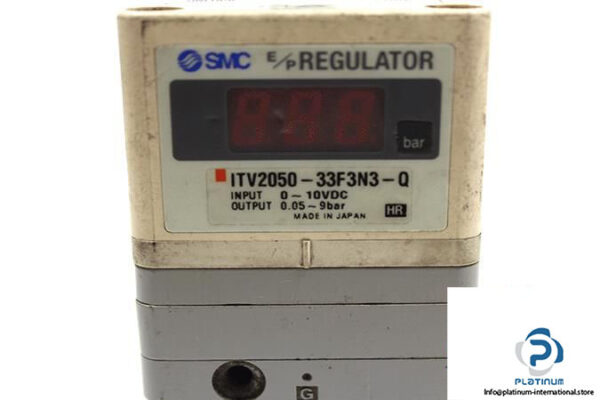 SMC E/P REGULATOR
888
bar
ITV2050-33F3N3-Q
INPUT 0~10VDC
OUTPUT 0.05~9bar
MADE IN JAPAN HR
G
PLATINUM
platinum-international.store